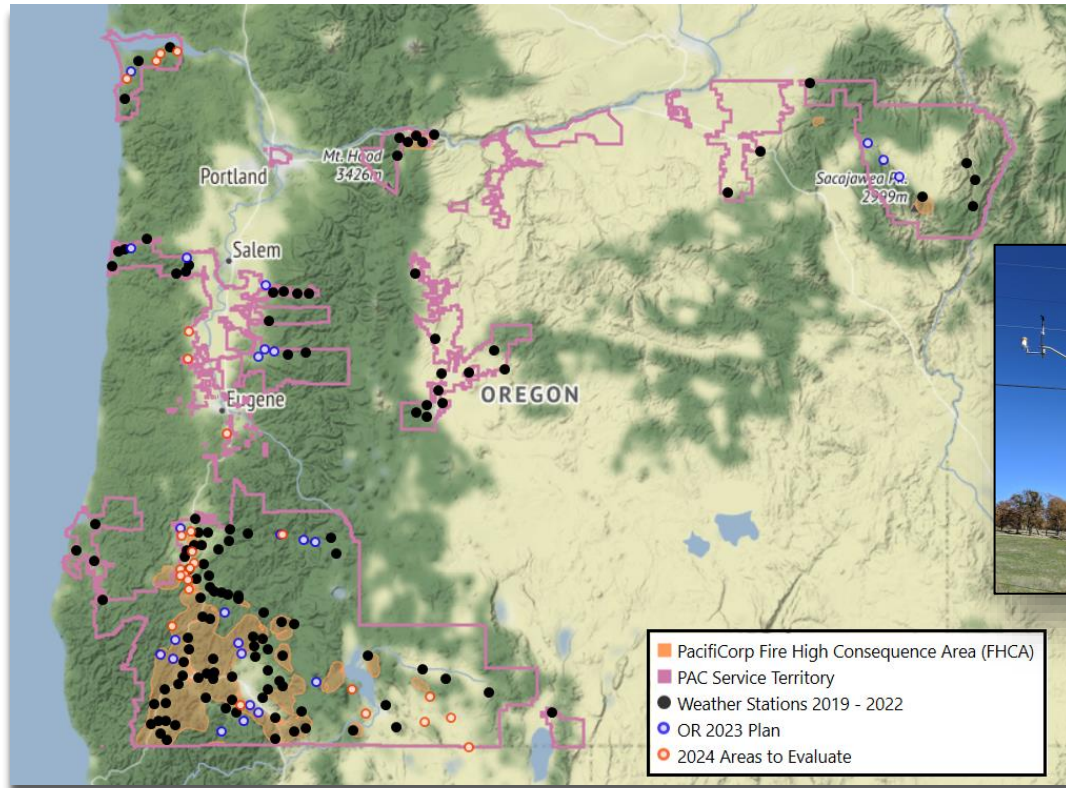 Portland
Mt. Hood
3426m
Sacajawea Pk.
2999m
Salem
Eugene
OREGON
PacifiCorp Fire High Consequence Area (FHCA)
PAC Service Territory
Weather Stations 2019 - 2022
OR 2023 Plan
2024 Areas to Evaluate